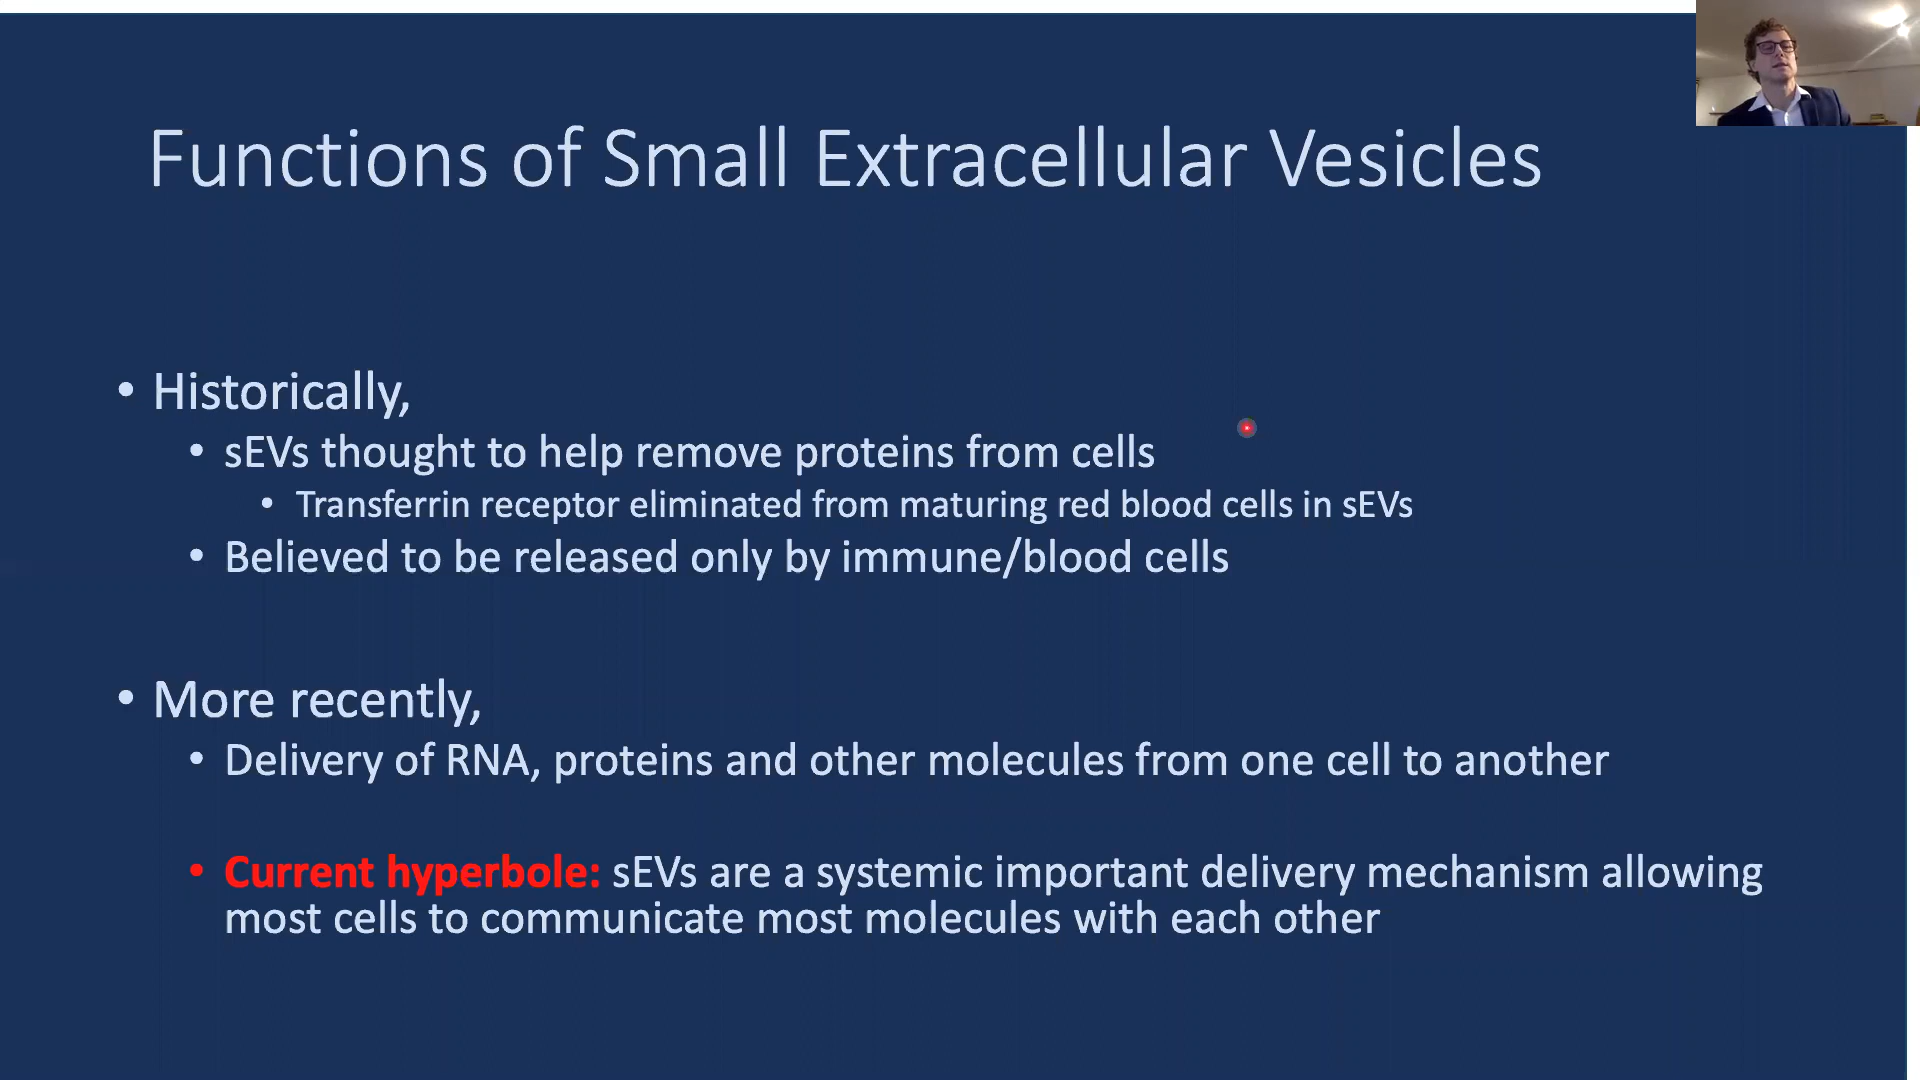 Functions of Small Extracellular Vesicles
• Historically,
• sEVs thought to help remove proteins from cells
• Transferrin receptor eliminated from maturing red blood cells in sEVs
• Believed to be released only by immune/blood cells
• More recently,
• Delivery of RNA, proteins and other molecules from one cell to another
• Current hyperbole: sEVs are a systemic important delivery mechanism allowing
most cells to communicate most molecules with each other